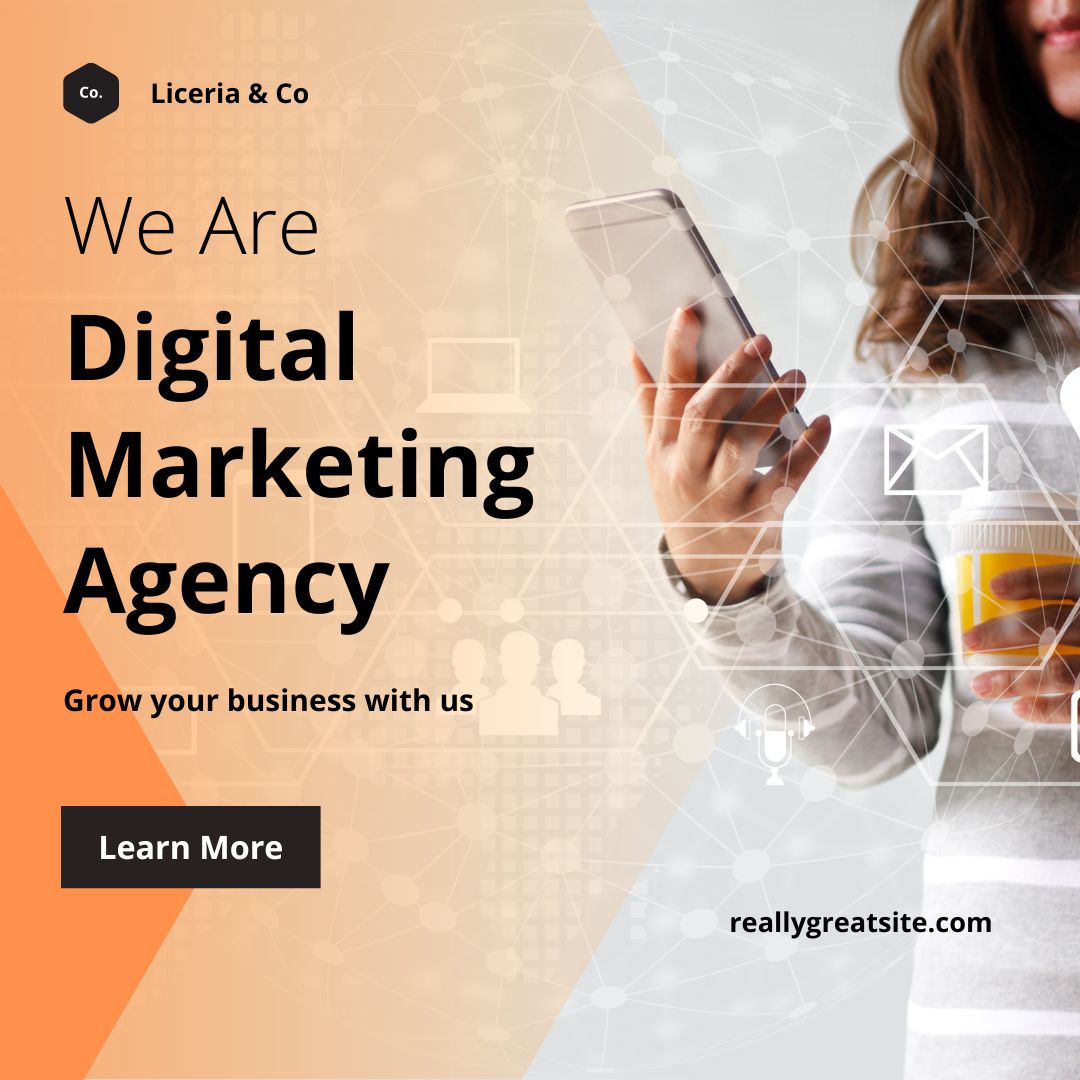 Co.
Liceria & Co
We Are
Digital
Marketing
Agency
Grow your business with us
Learn More
reallygreatsite.com